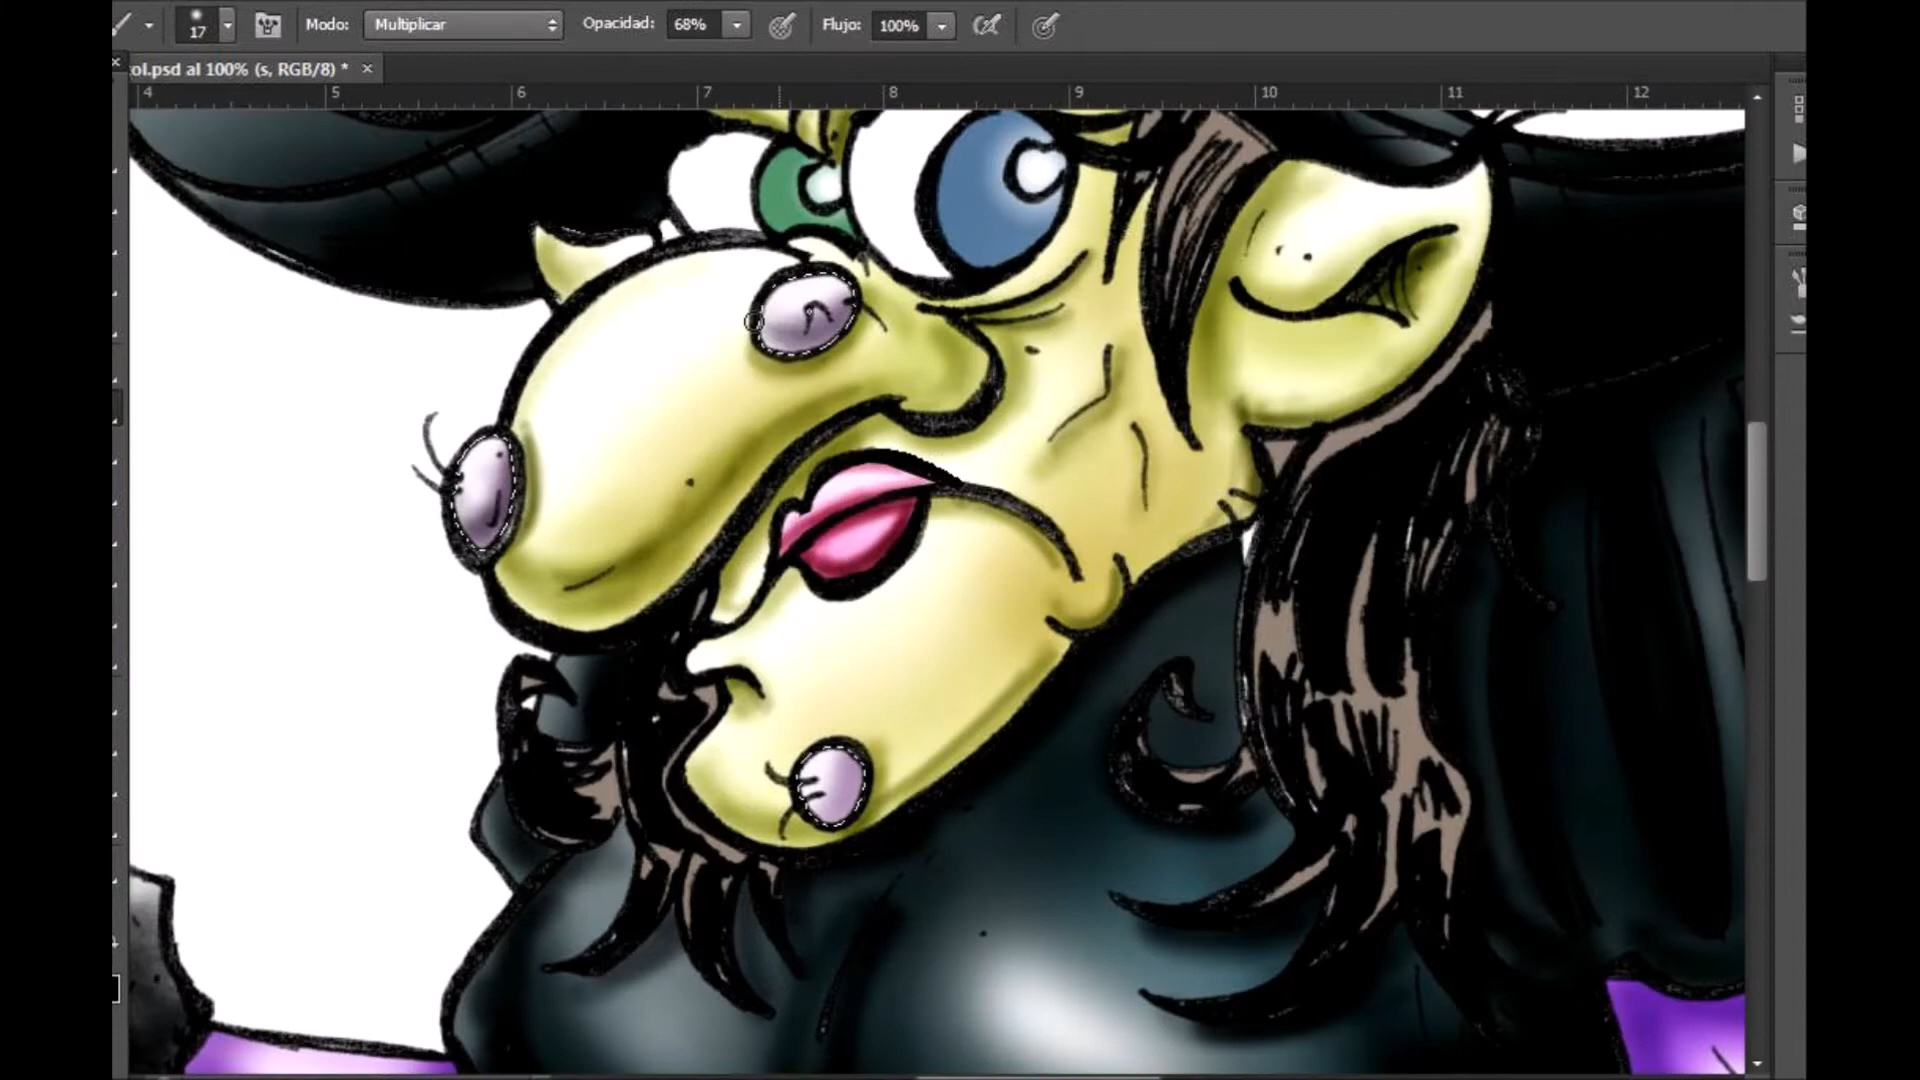 17 Modo: Multiplicar Opacidad: 68% Flujo: 100%
ol.psd al 100% (s, RGB/8) * ×
4 5 6 7 8 9 10 11 12